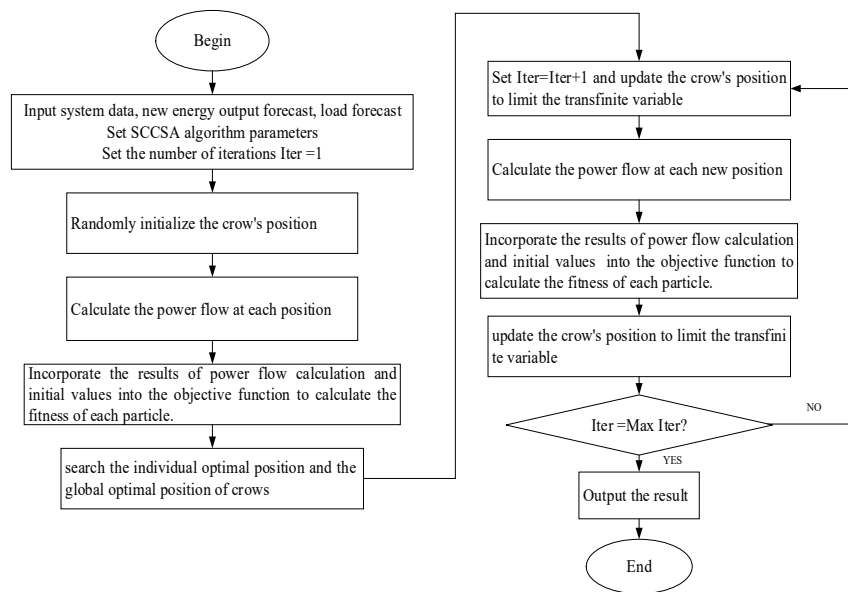 Begin
Input system data, new energy output forecast, load forecast
Set SCCSA algorithm parameters
Set the number of iterations Iter =1
Randomly initialize the crow's position
Calculate the power flow at each position
Incorporate the results of power flow calculation and
initial values into the objective function to calculate the
fitness of each particle.
search the individual optimal position and the
global optimal position of crows
Set Iter=Iter+1 and update the crow's position
to limit the transfinite variable
Calculate the power flow at each new position
Incorporate the results of power flow calculation
and initial values into the objective function to
calculate the fitness of each particle.
update the crow's position to limit the transfini
te variable
Iter =Max Iter?
NO
YES
Output the result
End